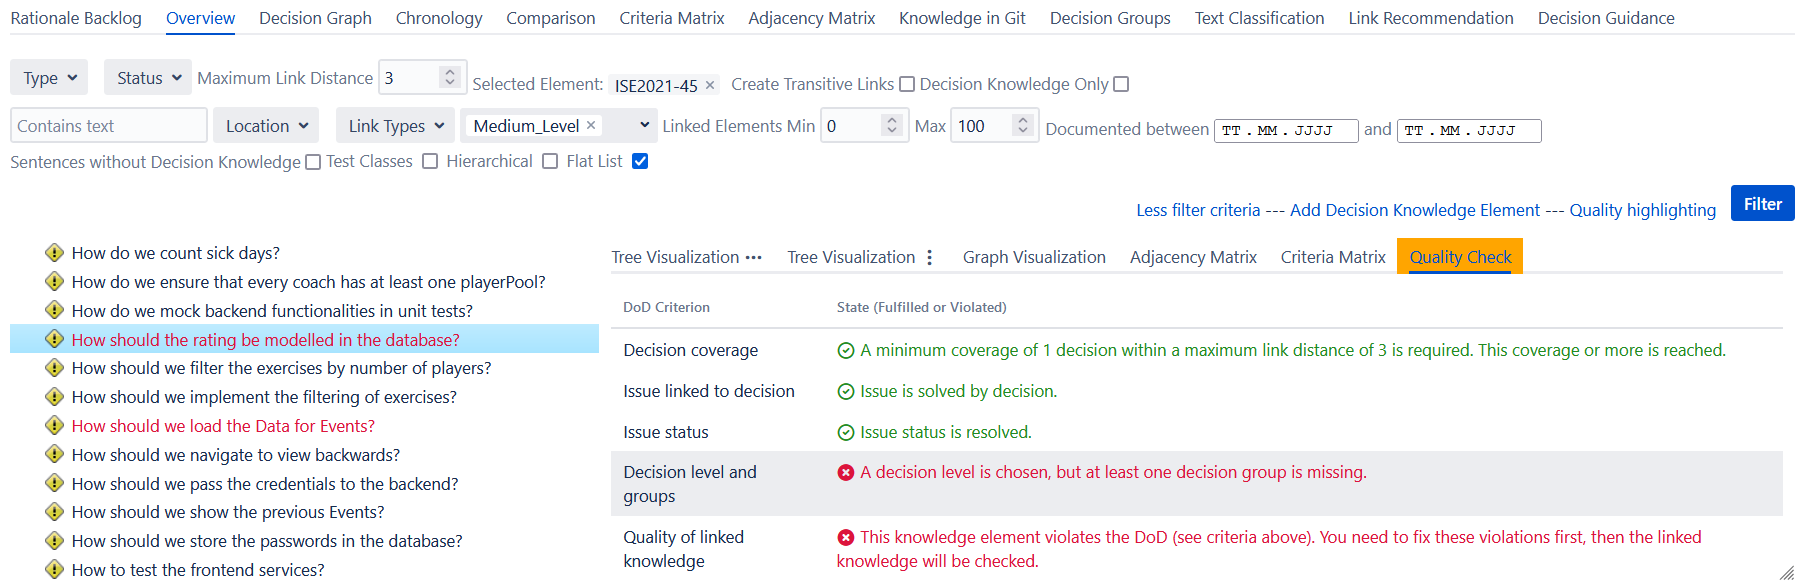 Rationale Backlog Overview Decision Graph Chronology Comparison Criteria Matrix Adjacency Matrix Knowledge in Git Decision Groups Text Classification Link Recommendation Decision Guidance
Type Status Maximum Link Distance 3 Selected Element: ISE2021-45 × Create Transitive Links Decision Knowledge Only
Contains text Location Link Types Medium_Level × Linked Elements Min 0 Max 100 Documented between TT.MM.JJJJ and TT.MM.JJJJ
Sentences without Decision Knowledge Test Classes Hierarchical Flat List
Less filter criteria --- Add Decision Knowledge Element --- Quality highlighting Filter
How do we count sick days?
How do we ensure that every coach has at least one playerPool?
How do we mock backend functionalities in unit tests?
How should the rating be modelled in the database?
How should we filter the exercises by number of players?
How should we implement the filtering of exercises?
How should we load the Data for Events?
How should we navigate to view backwards?
How should we pass the credentials to the backend?
How should we show the previous Events?
How should we store the passwords in the database?
How to test the frontend services?
Tree Visualization ••• Tree Visualization ⋮ Graph Visualization Adjacency Matrix Criteria Matrix Quality Check
DoD Criterion State (Fulfilled or Violated)
Decision coverage A minimum coverage of 1 decision within a maximum link distance of 3 is required. This coverage or more is reached.
Issue linked to decision Issue is solved by decision.
Issue status Issue status is resolved.
Decision level and A decision level is chosen, but at least one decision group is missing.
groups
Quality of linked This knowledge element violates the DoD (see criteria above). You need to fix these violations first, then the linked
knowledge knowledge will be checked.